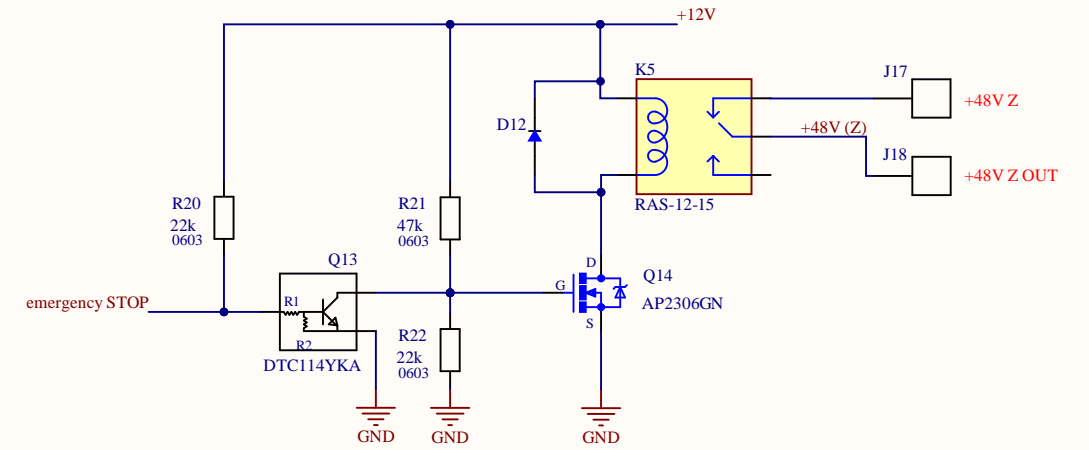 +12V
K5
J17
+48V Z
D12
+48V (Z)
J18
+48V Z OUT
R20
22k
0603
R21
47k
0603
RAS-12-15
Q13
D
Q14
G
AP2306GN
S
emergency STOP
R1
R2
DTC114YKA
R22
22k
0603
GND
GND
GND